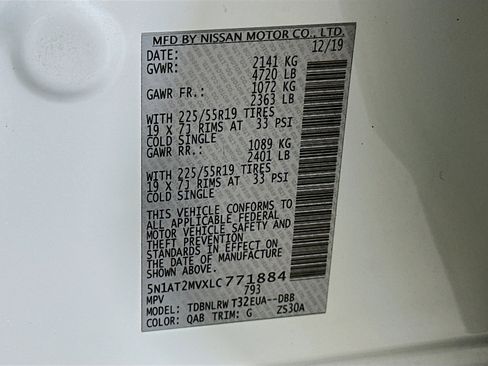 MFD BY NISSAN MOTOR CO., LTD.
DATE: 12/19
GVWR: 2141 KG
4720 LB
GAWR FR.: 1072 KG
2363 LB
WITH 225/55R19 TIRES
19 X 7J RIMS AT 33 PSI
COLD SINGLE
GAWR RR.: 1089 KG
2401 LB
WITH 225/55R19 TIRES
19 X 7J RIMS AT 33 PSI
COLD SINGLE
THIS VEHICLE CONFORMS TO
ALL APPLICABLE FEDERAL
MOTOR VEHICLE SAFETY AND
THEFT PREVENTION
STANDARDS IN EFFECT ON
THE DATE OF MANUFACTURE
SHOWN ABOVE.
5N1AT2MVXLC771884
MPV 793
MODEL: TDBNLRW T32EUA--DBB
COLOR: QAB TRIM: G ZS30A